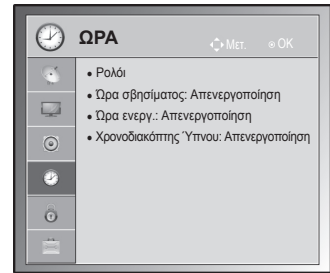 ΩΡΑ
Μετ. OK
• Ρολόι
• Ώρα σβησίματος: Απενεργοποίηση
• Ώρα ενεργ.: Απενεργοποίηση
• Χρονοδιακόπτης Ύπνου: Απενεργοποίηση